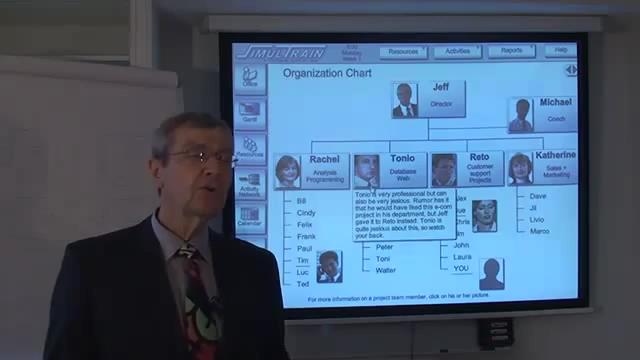 SIMULTRAIN
Monday
Week 1
Resources
Activities
Reports
Help
Office
Organization Chart
Jeff
Director
Michael
Coach
Gantt
Resources
Activity
Network
Calendar
Rachel
Analysis
Programming
Tonio
Database
Web
Reto
Customer
support
Projects
Katherine
Sales +
Marketing
Tonio is very professional but can
also be very jealous. Rumor has it
that he would have liked this e-com
project in his department, but Jeff
gave it to Reto instead. Tonio is
quite jealous about this, so watch
your back.
Bill
Cindy
Felix
Frank
Paul
Tim
Luc
Ted
Peter
Toni
Walter
John
Laura
YOU
Dave
Jil
Livio
Marco
For more information on a project team member, click on his or her picture.